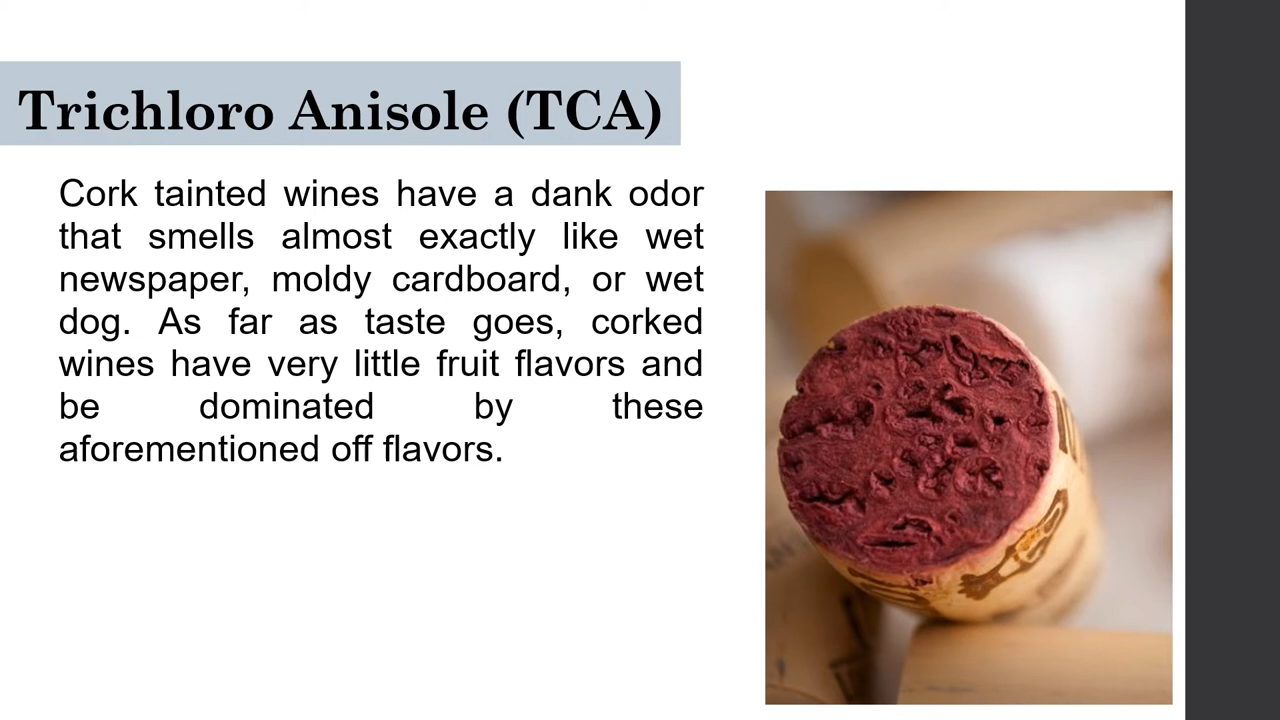 Trichloro Anisole (TCA)
Cork tainted wines have a dank odor
that smells almost exactly like wet
newspaper, moldy cardboard, or wet
dog. As far as taste goes, corked
wines have very little fruit flavors and
be dominated by these
aforementioned off flavors.